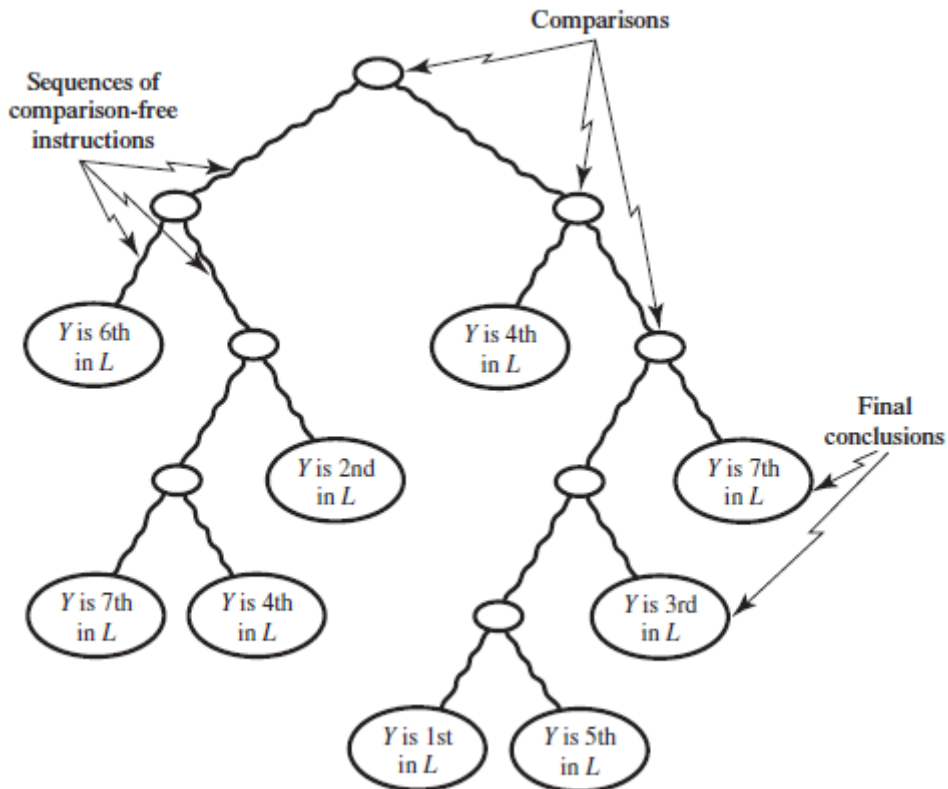 Comparisons
Sequences of
comparison-free
instructions
Y is 6th
in L
Y is 4th
in L
Final
conclusions
Y is 2nd
in L
Y is 7th
in L
Y is 7th
in L
Y is 4th
in L
Y is 3rd
in L
Y is 1st
in L
Y is 5th
in L